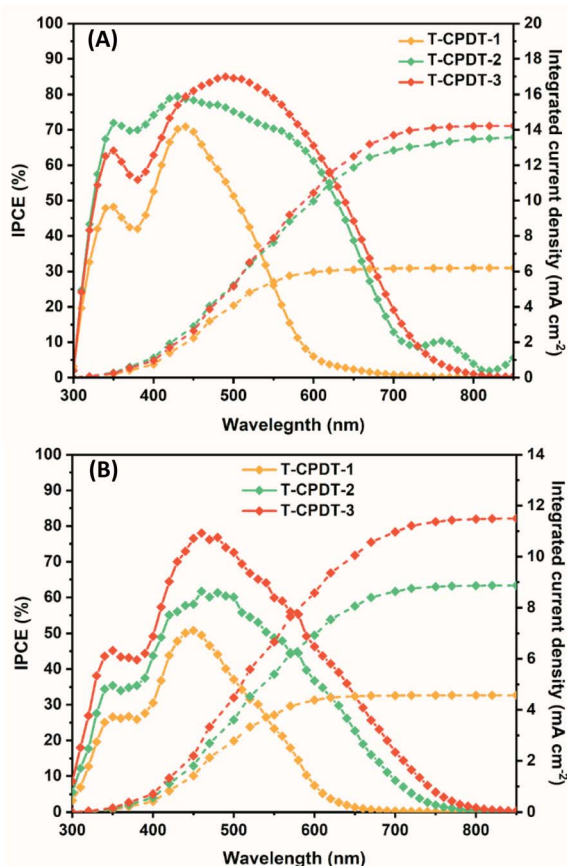 (A)
T-CPDT-1
T-CPDT-2
T-CPDT-3
100
90
80
70
60
50
40
30
20
10
0
IPCE (%)
20
18
16
14
12
10
8
6
4
2
0
Integrated current density (mA cm-2)
300 400 500 600 700 800
Wavelegnth (nm)
(B)
T-CPDT-1
T-CPDT-2
T-CPDT-3
100
90
80
70
60
50
40
30
20
10
0
IPCE (%)
14
12
10
8
6
4
2
0
Integrated current density (mA cm-2)
300 400 500 600 700 800
Wavelength (nm)